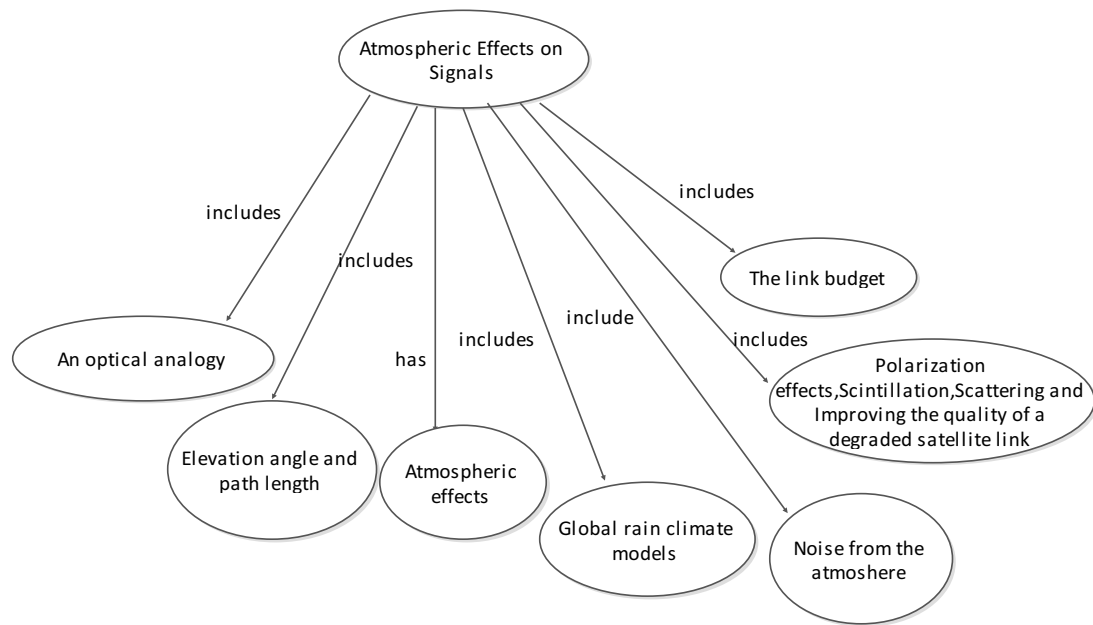 Atmospheric Effects on
Signals
includes
includes
includes
has
includes
include
includes
The link budget
An optical analogy
Polarization
effects,Scintillation,Scattering and
Improving the quality of a
degraded satellite link
Elevation angle and
path length
Atmospheric
effects
Global rain climate
models
Noise from the
atmoshere